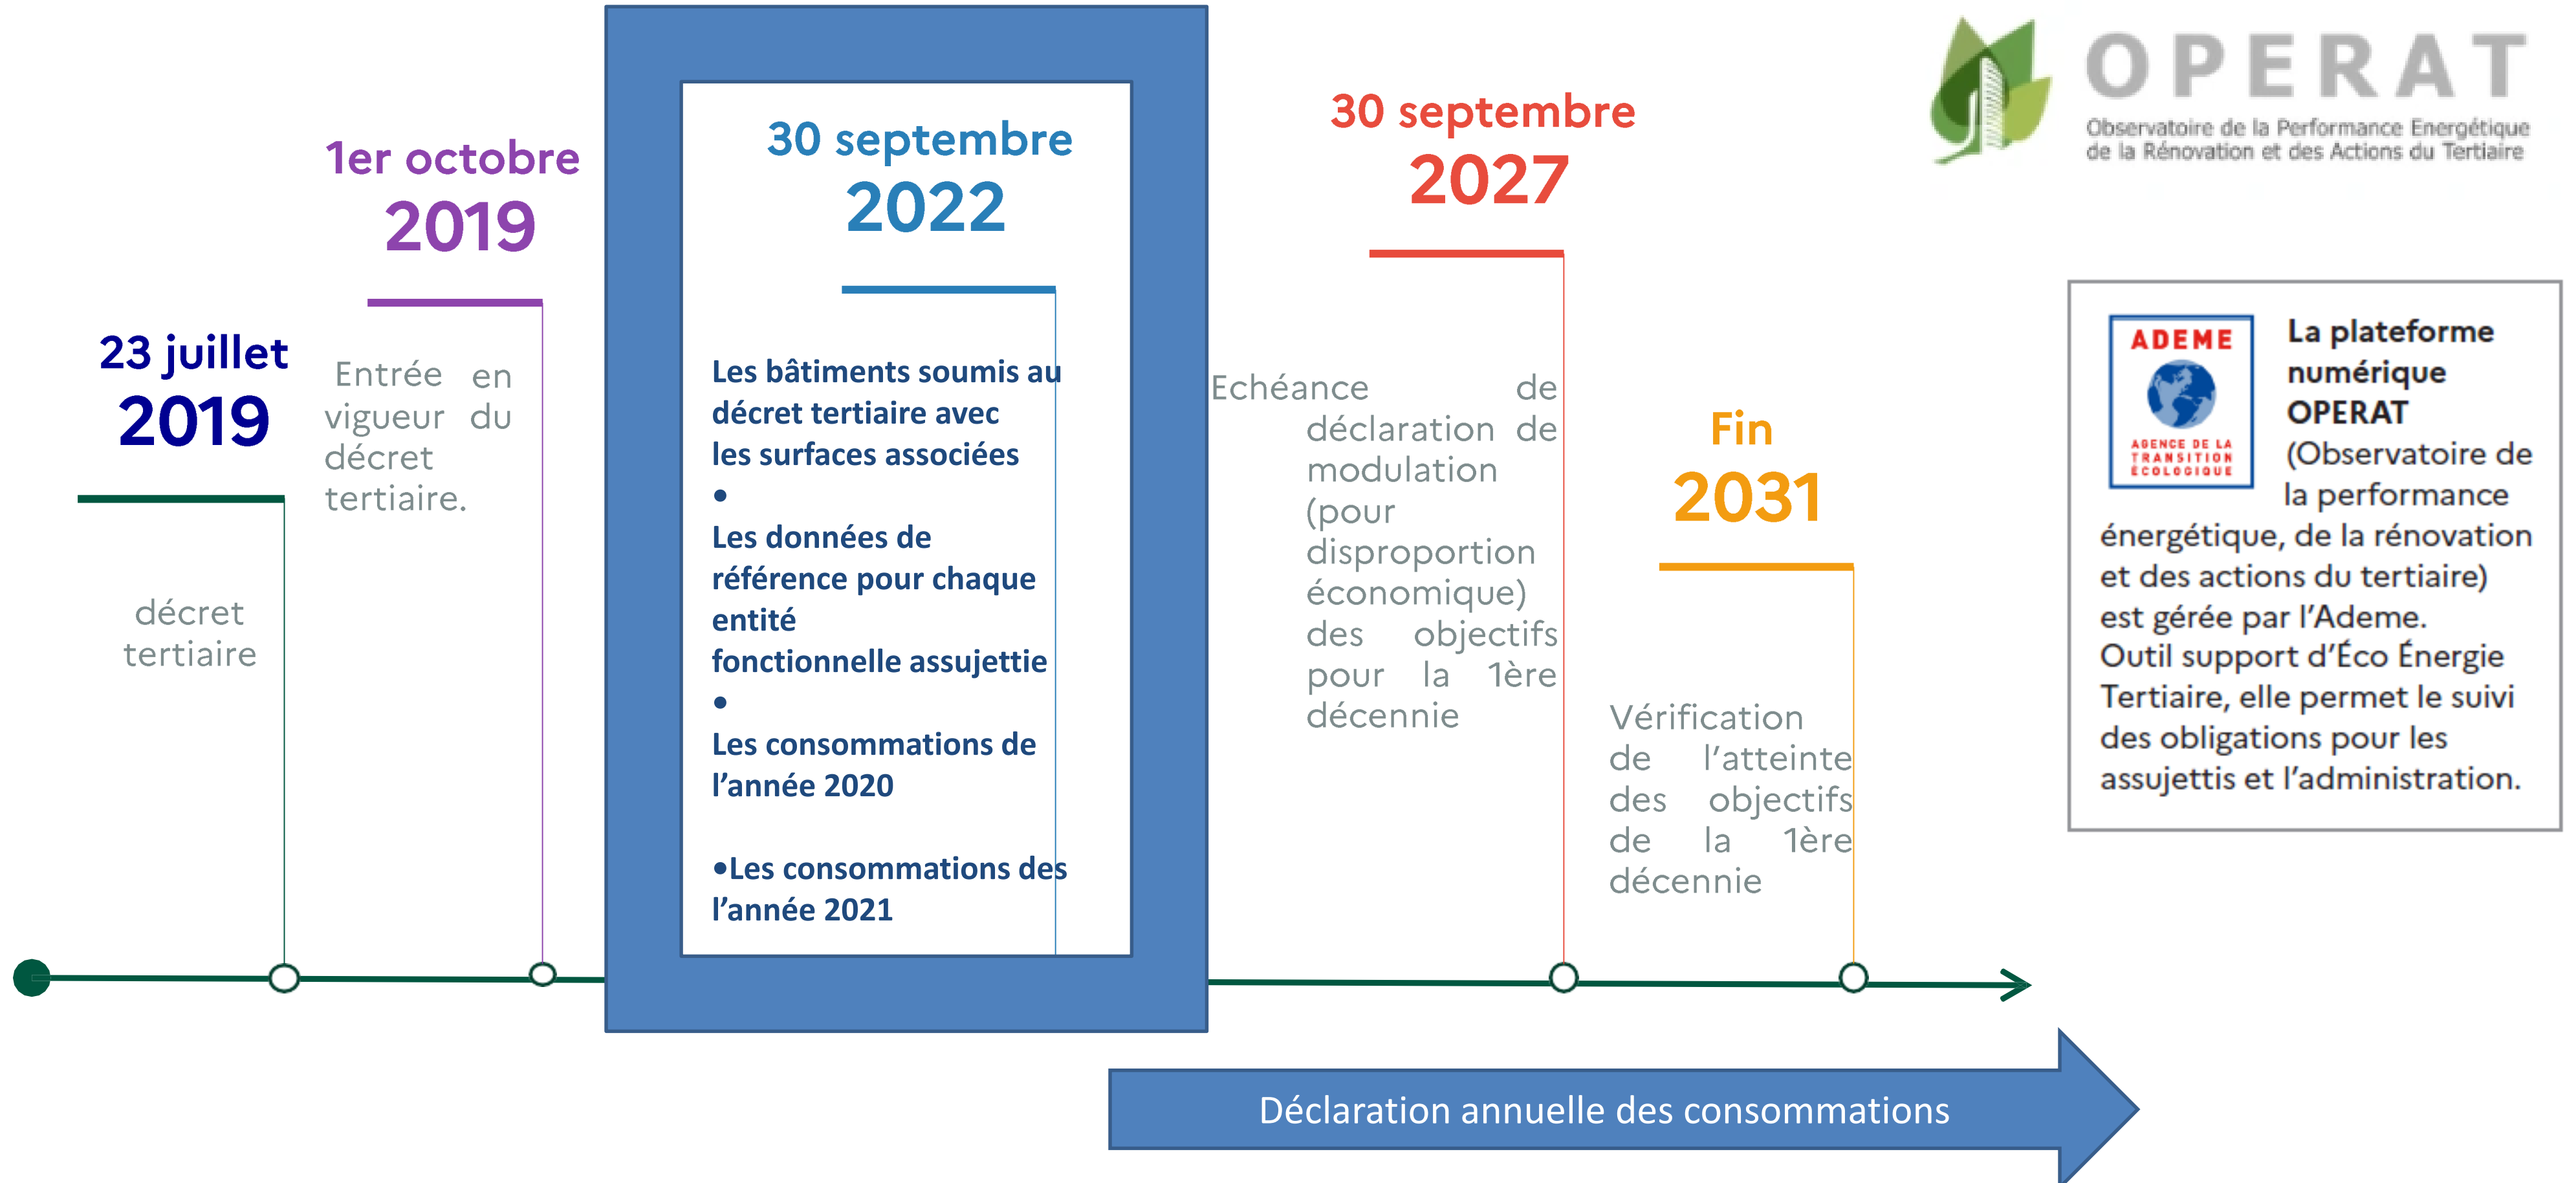 23 juillet
2019
décret
tertiaire
1er octobre
2019
Entrée en
vigueur du
décret
tertiaire.
30 septembre
2022
Les bâtiments soumis au
décret tertiaire avec
les surfaces associées
•
Les données de
référence pour chaque
entité
fonctionnelle assujettie
•
Les consommations de
l’année 2020
•Les consommations des
l’année 2021
30 septembre
2027
Echéance de
déclaration de
modulation
(pour
disproportion
économique)
des objectifs
pour la 1ère
décennie
Fin
2031
Vérification
de l’atteinte
des objectifs
de la 1ère
décennie
OPERAT
Observatoire de la Performance Energétique
de la Rénovation et des Actions du Tertiaire
ADEME
AGENCE DE LA
TRANSITION
ÉCOLOGIQUE
La plateforme
numérique
OPERAT
(Observatoire de
la performance
énergétique, de la rénovation
et des actions du tertiaire)
est gérée par l’Ademe.
Outil support d’Éco Énergie
Tertiaire, elle permet le suivi
des obligations pour les
assujettis et l’administration.
Déclaration annuelle des consommations